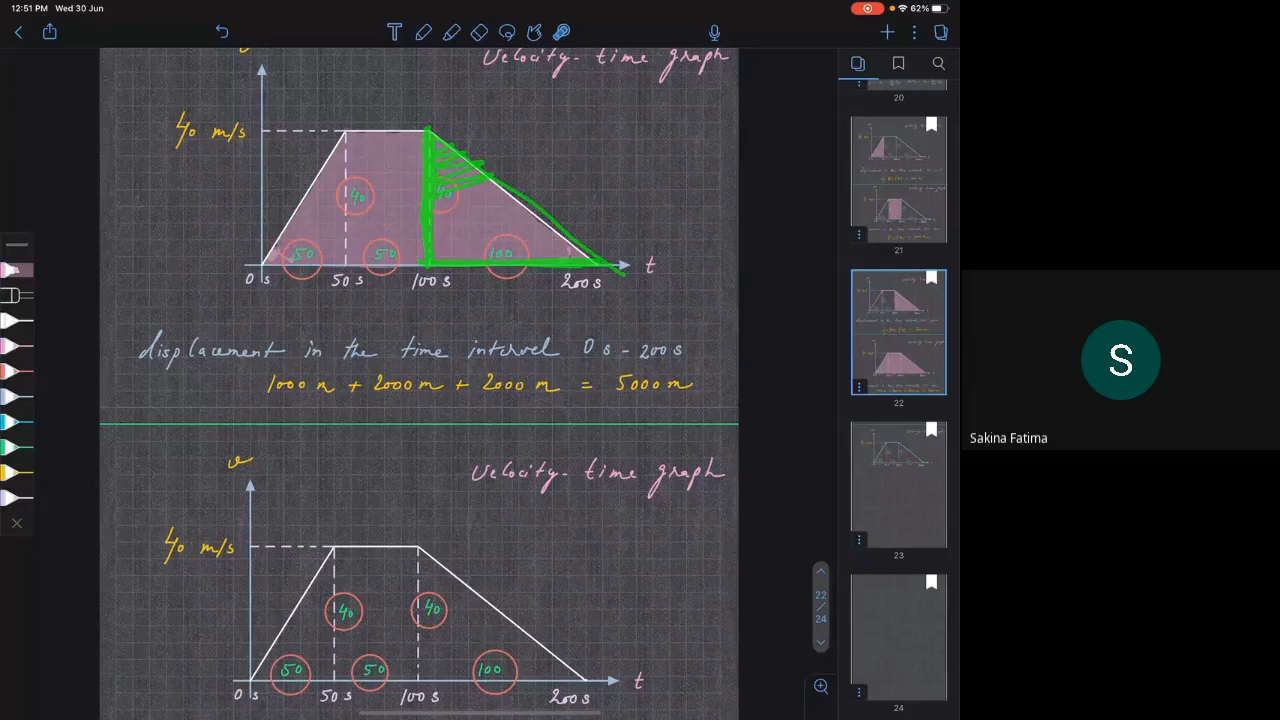 12:51 PM Wed 30 Jun
62%
Velocity - time graph
40 m/s
40
40
50
50
100
0 s
50 s
100 s
200 s
t
displacement in the time interval 0 s - 200 s
1000 m + 2000 m + 2000 m = 5000 m
v
Velocity - time graph
40 m/s
40
40
50
50
100
0 s
50 s
100 s
200 s
t
22
/
24
20
21
22
23
24
S
Sakina Fatima